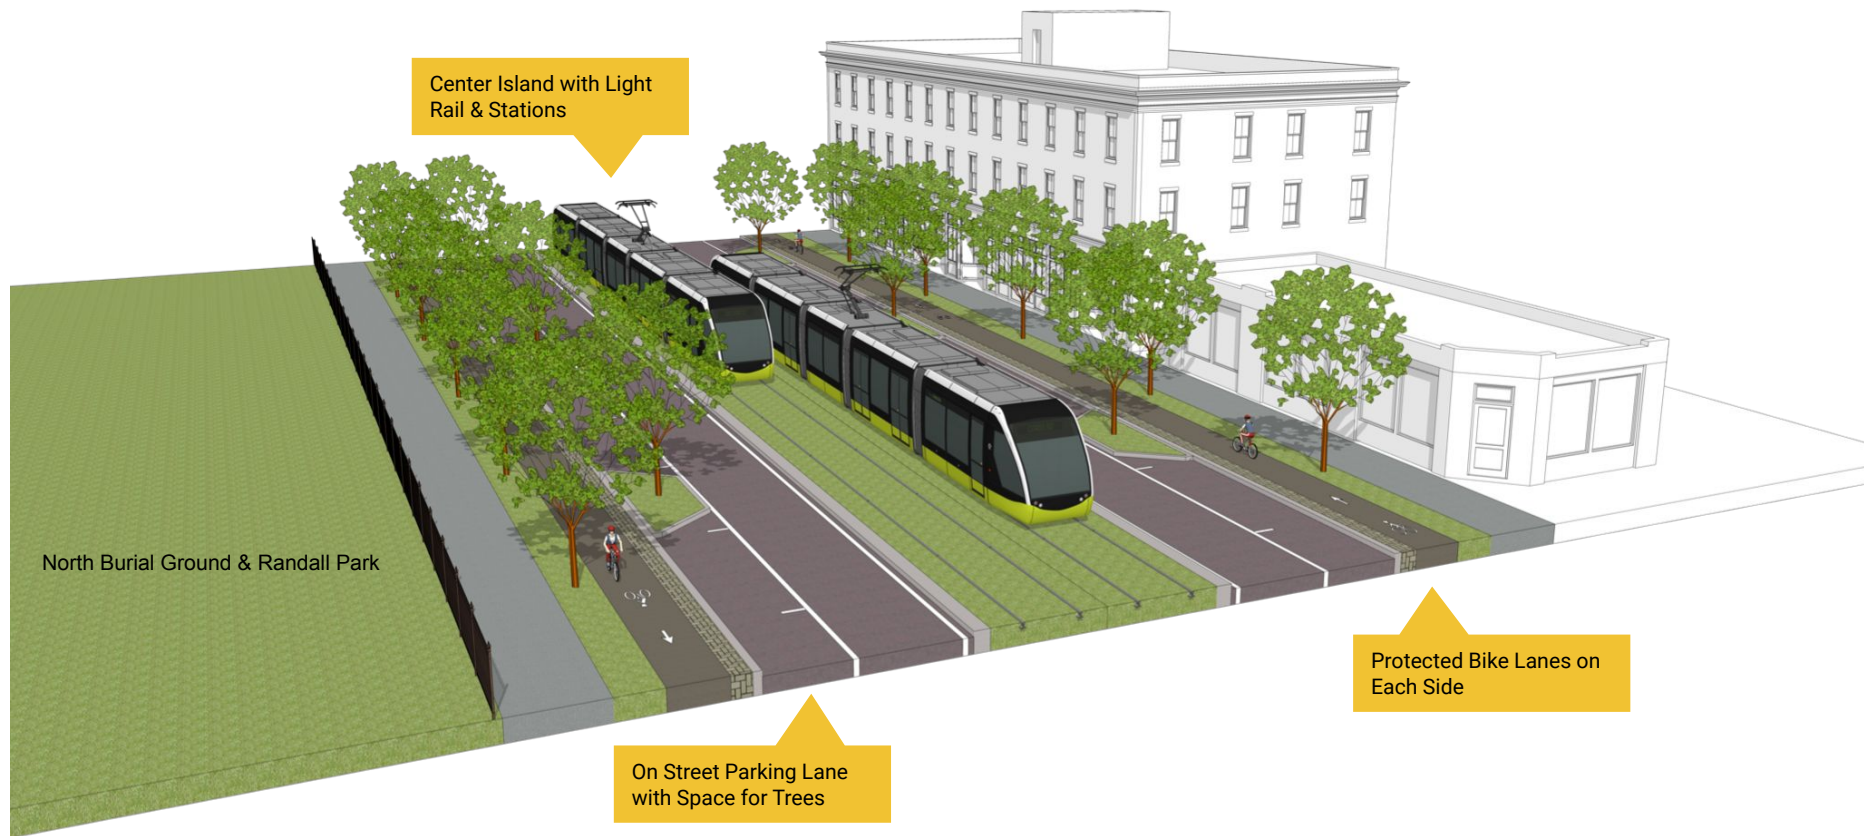 Center Island with Light
Rail & Stations
North Burial Ground & Randall Park
Protected Bike Lanes on
Each Side
On Street Parking Lane
with Space for Trees